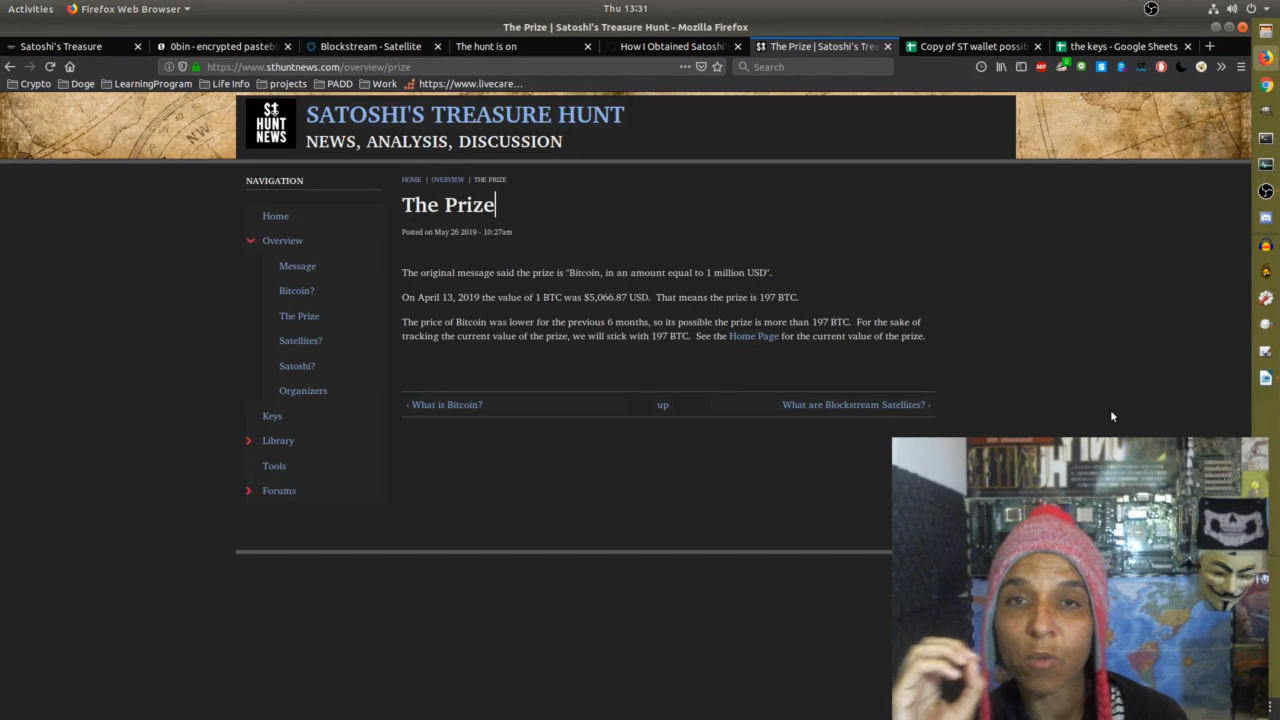 Activities
Firefox Web Browser
Thu 13:31
The Prize | Satoshi's Treasure Hunt - Mozilla Firefox
Satoshi's Treasure
0bin - encrypted pastebi
Blockstream - Satellite
The hunt is on
How I Obtained Satoshi'
The Prize | Satoshi's Trea
Copy of ST wallet possib
the keys - Google Sheets
https://www.sthuntnews.com/overview/prize
Search
Crypto
Doge
LearningProgram
Life Info
projects
PADD
Work
https://www.livecare…
HUNT
NEWS
SATOSHI'S TREASURE HUNT
NEWS, ANALYSIS, DISCUSSION
NAVIGATION
Home
Overview
Message
Bitcoin?
The Prize
Satellites?
Satoshi?
Organizers
Keys
Library
Tools
Forums
HOME | OVERVIEW | THE PRIZE
The Prize
Posted on May 26 2019 - 10:27am
The original message said the prize is "Bitcoin, in an amount equal to 1 million USD".
On April 13, 2019 the value of 1 BTC was $5,066.87 USD. That means the prize is 197 BTC.
The price of Bitcoin was lower for the previous 6 months, so its possible the prize is more than 197 BTC. For the sake of
tracking the current value of the prize, we will stick with 197 BTC. See the Home Page for the current value of the prize.
‹ What is Bitcoin?
up
What are Blockstream Satellites? ›